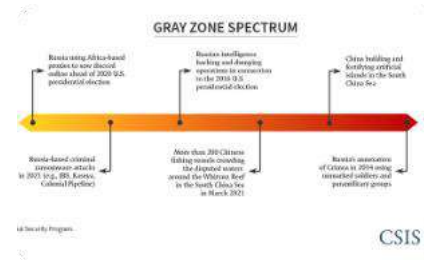 GRAY ZONE SPECTRUM
Russia using Africa-based
proxies to sow discord
online ahead of 2020 U.S.
presidential election
Russian intelligence
hacking and dumping
operations in connection
to the 2016 U.S.
presidential election
China building and
fortifying artificial
islands in the South
China Sea
Russia-based criminal
ransomware attacks
in 2021 (e.g., JBS, Kaseya,
Colonial Pipeline)
More than 200 Chinese
fishing vessels crowding
the disputed waters
around the Whitsun Reef
in the South China Sea
in March 2021
Russia's annexation
of Crimea in 2014 using
unmarked soldiers and
paramilitary groups
al Security Program
CSIS